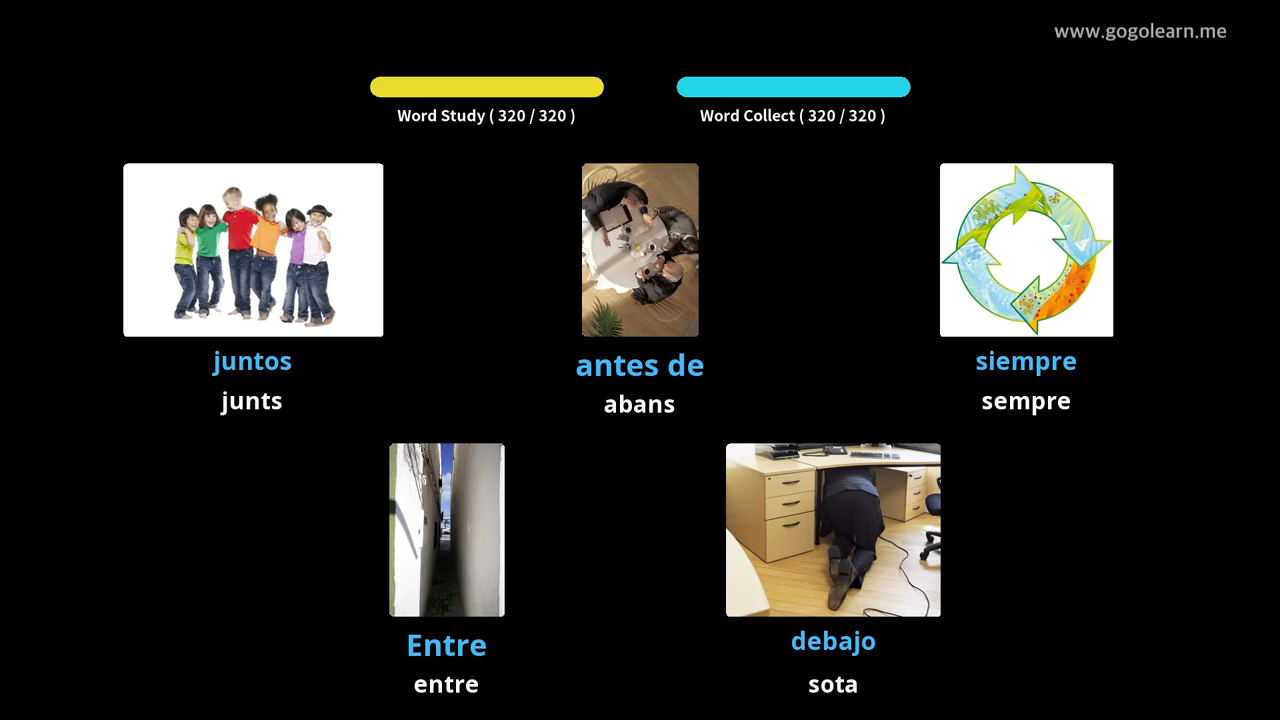 www.gogolearn.me
Word Study ( 320 / 320 )
Word Collect ( 320 / 320 )
juntos
junts
antes de
abans
siempre
sempre
Entre
entre
debajo
sota